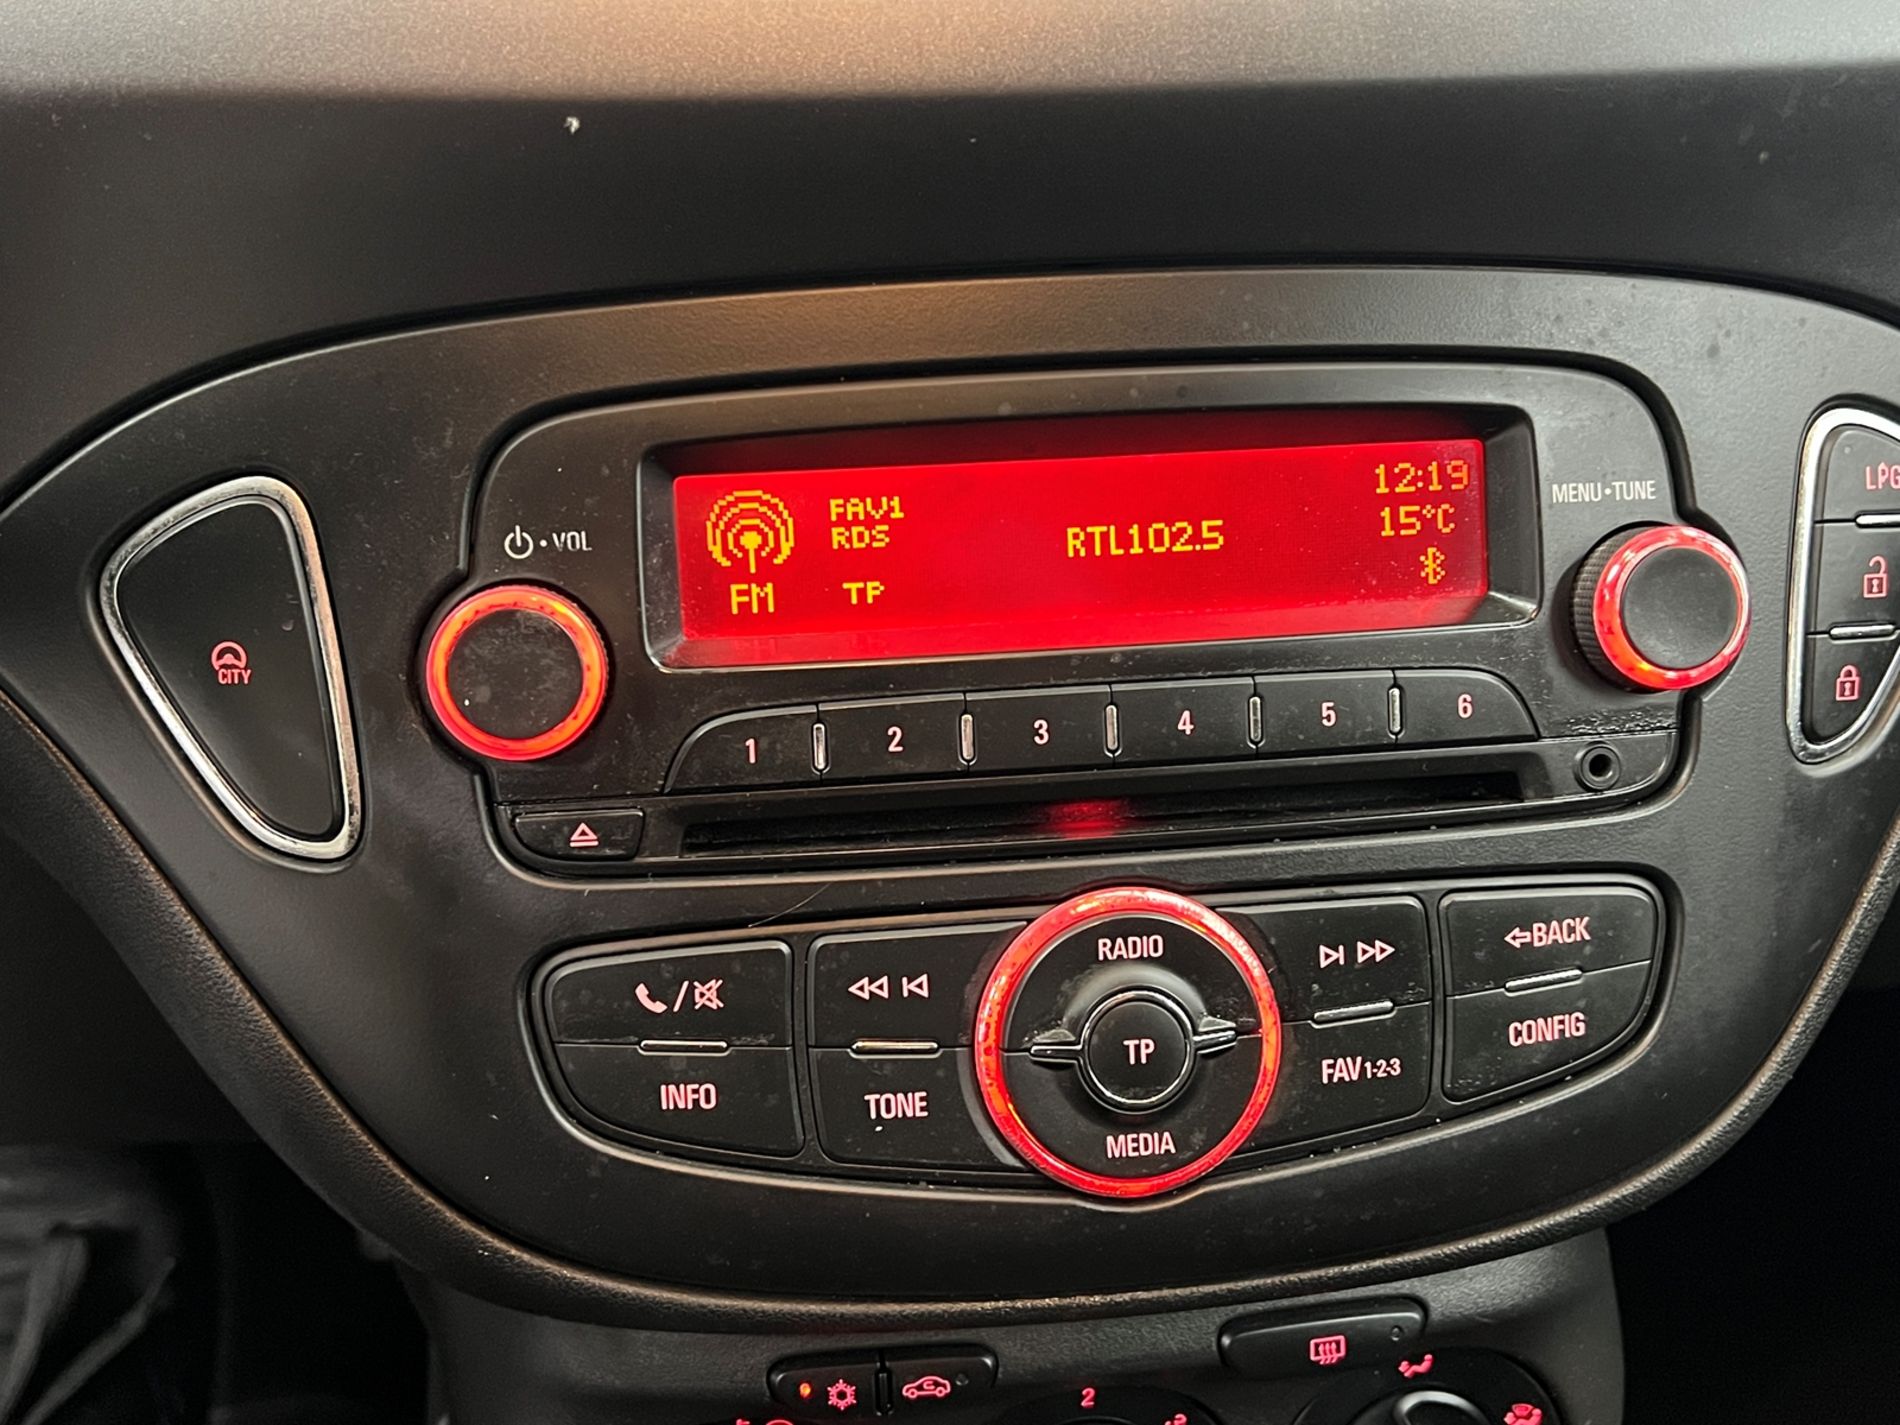 12:19
FAV1
RDS
RTL102.5
15°C
FM
TP
VOL
MENU•TUNE
LPG
CITY
1 2 3 4 5 6
RADIO
BACK
TP
CONFIG
INFO
TONE
FAV1-2-3
MEDIA
2